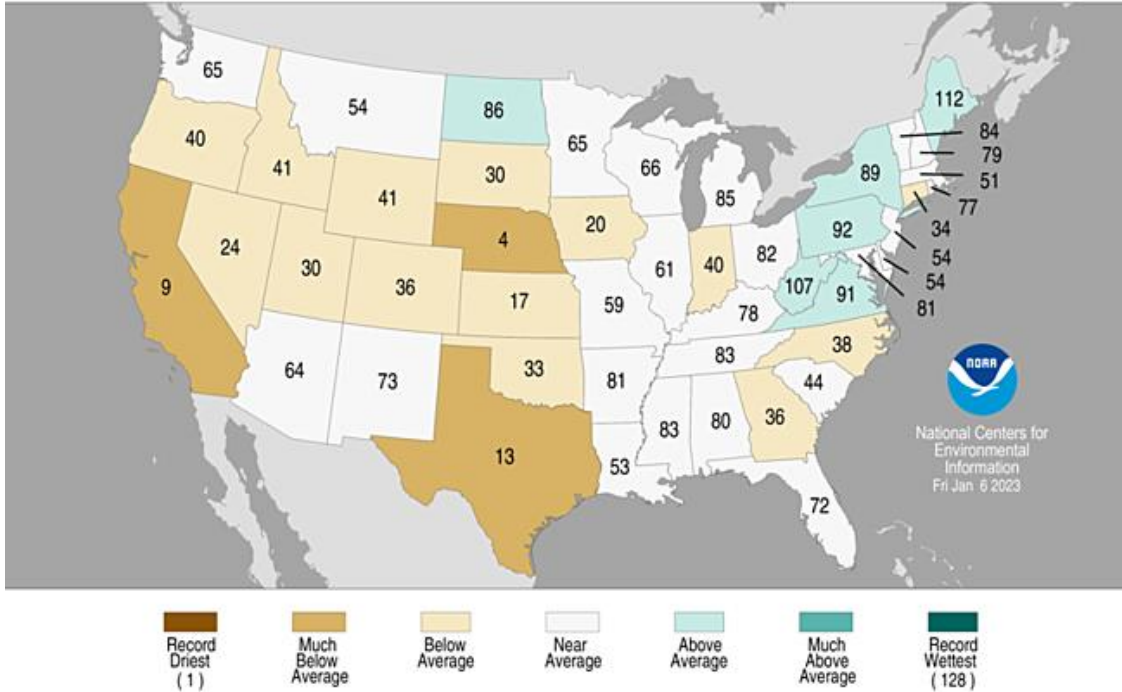 65
54
86
65
112
84
40
41
66
79
30
89
51
41
85
77
20
4
92
34
24
82
40
54
30
61
107
54
36
91
9
17
59
78
81
38
83
64
33
73
81
44
36
83
80
13
53
72
NOAA
National Centers for
Environmental
Information
Fri Jan 6 2023
Record
Driest
( 1 )
Much
Below
Average
Below
Average
Near
Average
Above
Average
Much
Above
Average
Record
Wettest
( 128 )